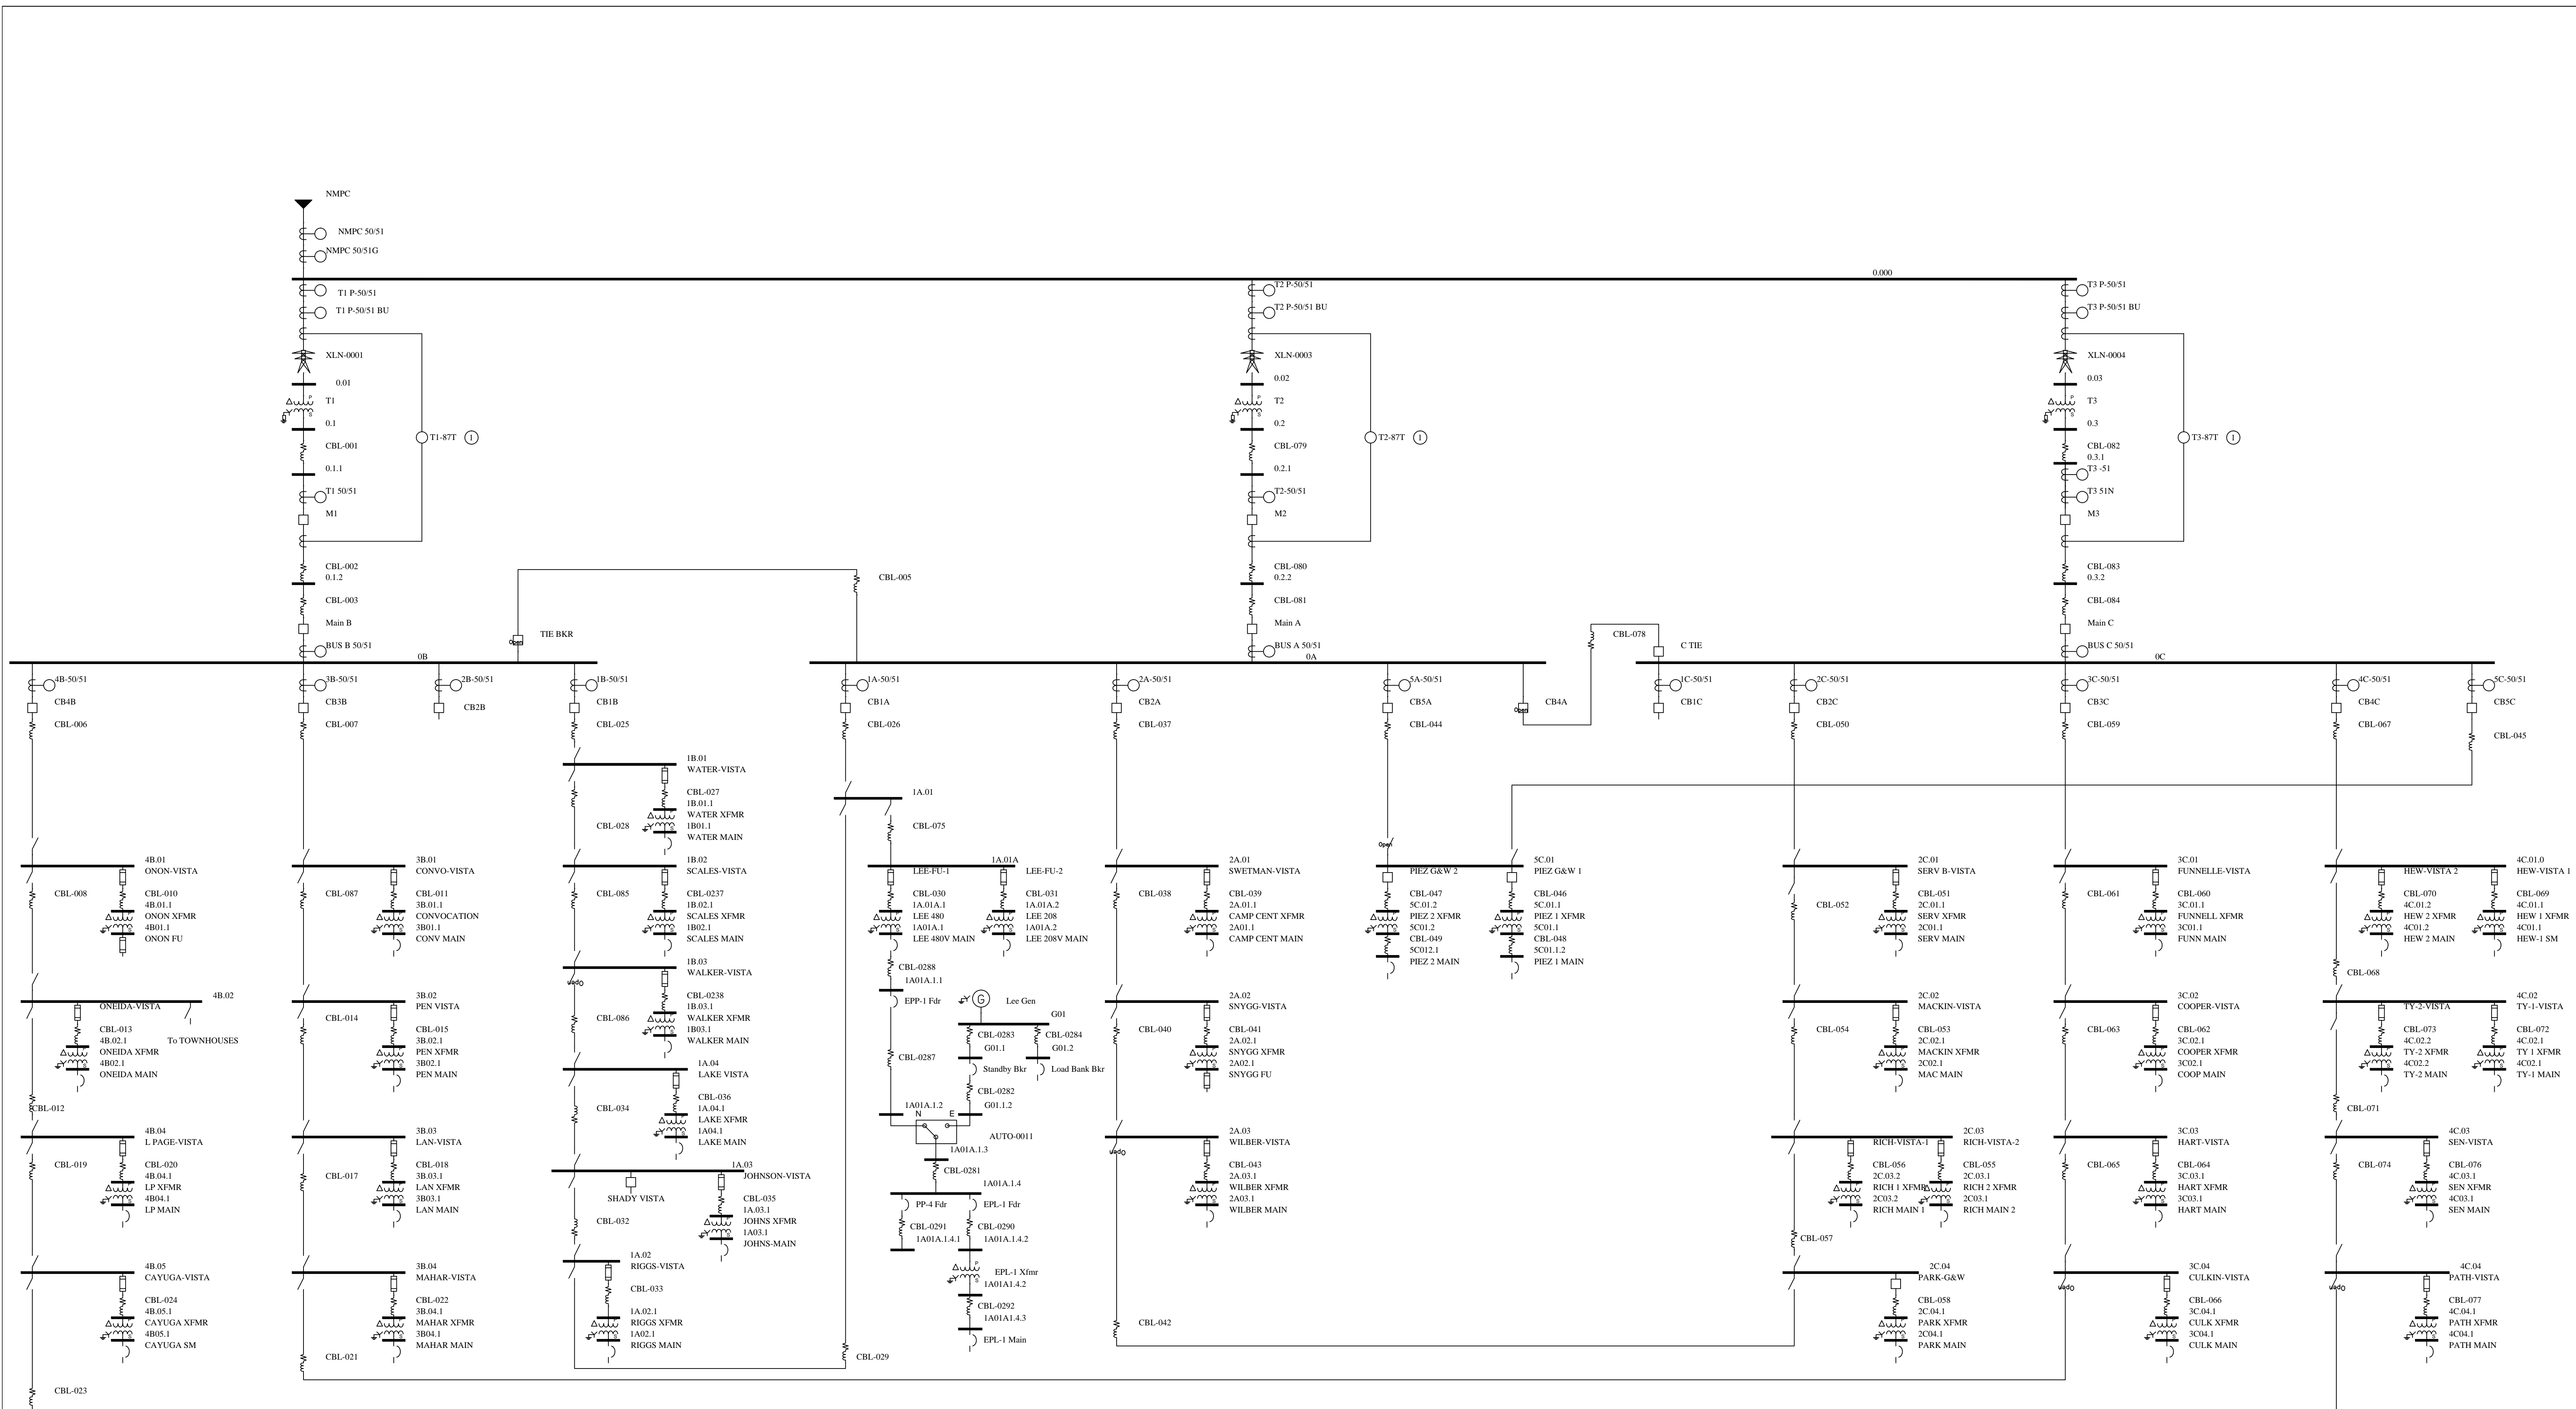 NMPC
NMPC 50/51
NMPC 50/51G
0.000
T1 P-50/51
T1 P-50/51 BU
XLN-0001
0.01
T1
P
S
0.1
CBL-001
T1-87T
1
0.1.1
T1 50/51
M1
CBL-002
0.1.2
CBL-003
Main B
BUS B 50/51
T2 P-50/51
T2 P-50/51 BU
XLN-0003
0.02
T2
P
S
0.2
CBL-079
T2-87T
1
0.2.1
T2-50/51
M2
CBL-080
0.2.2
CBL-081
Main A
BUS A 50/51
T3 P-50/51
T3 P-50/51 BU
XLN-0004
0.03
T3
P
S
0.3
CBL-082
T3-87T
1
0.3.1
T3 -51
T3 51N
M3
CBL-083
0.3.2
CBL-084
Main C
BUS C 50/51
CBL-005
Open
TIE BKR
CBL-078
C TIE
0B
0A
0C
4B-50/51
CB4B
CBL-006
3B-50/51
CB3B
CBL-007
2B-50/51
CB2B
1B-50/51
CB1B
CBL-025
1A-50/51
CB1A
CBL-026
2A-50/51
CB2A
CBL-037
5A-50/51
CB5A
CBL-044
Open
CB4A
1C-50/51
CB1C
2C-50/51
CB2C
CBL-050
3C-50/51
CB3C
CBL-059
4C-50/51
CB4C
CBL-067
5C-50/51
CB5C
CBL-045
4B.01
ONON-VISTA
CBL-008
CBL-010
4B.01.1
ONON XFMR
4B01.1
ONON FU
4B.02
ONEIDA-VISTA
CBL-013
4B.02.1
To TOWNHOUSES
ONEIDA XFMR
4B02.1
ONEIDA MAIN
CBL-012
4B.04
L PAGE-VISTA
CBL-019
CBL-020
4B.04.1
LP XFMR
4B04.1
LP MAIN
4B.05
CAYUGA-VISTA
CBL-024
4B.05.1
CAYUGA XFMR
4B05.1
CAYUGA SM
CBL-023
3B.01
CONVO-VISTA
CBL-087
CBL-011
3B.01.1
CONVOCATION
3B01.1
CONV MAIN
3B.02
PEN VISTA
CBL-014
CBL-015
3B.02.1
PEN XFMR
3B02.1
PEN MAIN
3B.03
LAN-VISTA
CBL-017
CBL-018
3B.03.1
LAN XFMR
3B03.1
LAN MAIN
3B.04
MAHAR-VISTA
CBL-022
3B.04.1
MAHAR XFMR
3B04.1
MAHAR MAIN
CBL-021
1B.01
WATER-VISTA
CBL-027
1B.01.1
WATER XFMR
1B01.1
WATER MAIN
CBL-028
1B.02
SCALES-VISTA
CBL-085
CBL-0237
1B.02.1
SCALES XFMR
1B02.1
SCALES MAIN
1B.03
WALKER-VISTA
Open
CBL-086
CBL-0238
1B.03.1
WALKER XFMR
1B03.1
WALKER MAIN
1A.04
LAKE VISTA
CBL-034
CBL-036
1A.04.1
LAKE XFMR
1A04.1
LAKE MAIN
1A.03
JOHNSON-VISTA
SHADY VISTA
CBL-035
1A.03.1
JOHNS XFMR
1A03.1
JOHNS-MAIN
CBL-032
1A.02
RIGGS-VISTA
CBL-033
1A.02.1
RIGGS XFMR
1A02.1
RIGGS MAIN
CBL-029
1A.01
CBL-075
1A.01A
LEE-FU-1
LEE-FU-2
CBL-030
1A.01A.1
LEE 480
1A01A.1
LEE 480V MAIN
CBL-031
1A.01A.2
LEE 208
1A01A.2
LEE 208V MAIN
CBL-0288
1A01A.1.1
EPP-1 Fdr
G
Lee Gen
G01
CBL-0283
CBL-0284
G01.1
G01.2
Standby Bkr
Load Bank Bkr
CBL-0287
CBL-0282
1A01A.1.2
G01.1.2
N
E
AUTO-0011
1A01A.1.3
CBL-0281
1A01A.1.4
PP-4 Fdr
EPL-1 Fdr
CBL-0291
CBL-0290
1A01A.1.4.1
1A01A.1.4.2
P
S
EPL-1 Xfmr
1A01A1.4.2
CBL-0292
1A01A1.4.3
EPL-1 Main
2A.01
SWETMAN-VISTA
CBL-038
CBL-039
2A.01.1
CAMP CENT XFMR
2A01.1
CAMP CENT MAIN
2A.02
SNYGG-VISTA
CBL-040
CBL-041
2A.02.1
SNYGG XFMR
2A02.1
SNYGG FU
2A.03
WILBER-VISTA
Open
CBL-043
2A.03.1
WILBER XFMR
2A03.1
WILBER MAIN
CBL-042
Open
PIEZ G&W 2
CBL-047
5C.01.2
PIEZ 2 XFMR
5C01.2
CBL-049
5C012.1
PIEZ 2 MAIN
5C.01
PIEZ G&W 1
CBL-046
5C.01.1
PIEZ 1 XFMR
5C01.1
CBL-048
5C01.1.2
PIEZ 1 MAIN
2C.01
SERV B-VISTA
CBL-052
CBL-051
2C.01.1
SERV XFMR
2C01.1
SERV MAIN
2C.02
MACKIN-VISTA
CBL-054
CBL-053
2C.02.1
MACKIN XFMR
2C02.1
MAC MAIN
2C.03
RICH-VISTA-1
RICH-VISTA-2
CBL-056
2C.03.2
RICH 1 XFMR
2C03.2
RICH MAIN 1
CBL-055
2C.03.1
RICH 2 XFMR
2C03.1
RICH MAIN 2
CBL-057
2C.04
PARK-G&W
CBL-058
2C.04.1
PARK XFMR
2C04.1
PARK MAIN
3C.01
FUNNELLE-VISTA
CBL-061
CBL-060
3C.01.1
FUNNELL XFMR
3C01.1
FUNN MAIN
3C.02
COOPER-VISTA
CBL-063
CBL-062
3C.02.1
COOPER XFMR
3C02.1
COOP MAIN
3C.03
HART-VISTA
CBL-065
CBL-064
3C.03.1
HART XFMR
3C03.1
HART MAIN
3C.04
CULKIN-VISTA
Open
CBL-066
3C.04.1
CULK XFMR
3C04.1
CULK MAIN
4C.01.0
HEW-VISTA 2
HEW-VISTA 1
CBL-070
4C.01.2
HEW 2 XFMR
4C01.2
HEW 2 MAIN
CBL-069
4C.01.1
HEW 1 XFMR
4C01.1
HEW-1 SM
CBL-068
4C.02
TY-2-VISTA
TY-1-VISTA
CBL-073
4C.02.2
TY-2 XFMR
4C02.2
TY-2 MAIN
CBL-072
4C.02.1
TY 1 XFMR
4C02.1
TY-1 MAIN
CBL-071
4C.03
SEN-VISTA
CBL-074
CBL-076
4C.03.1
SEN XFMR
4C03.1
SEN MAIN
4C.04
PATH-VISTA
Open
CBL-077
4C.04.1
PATH XFMR
4C04.1
PATH MAIN